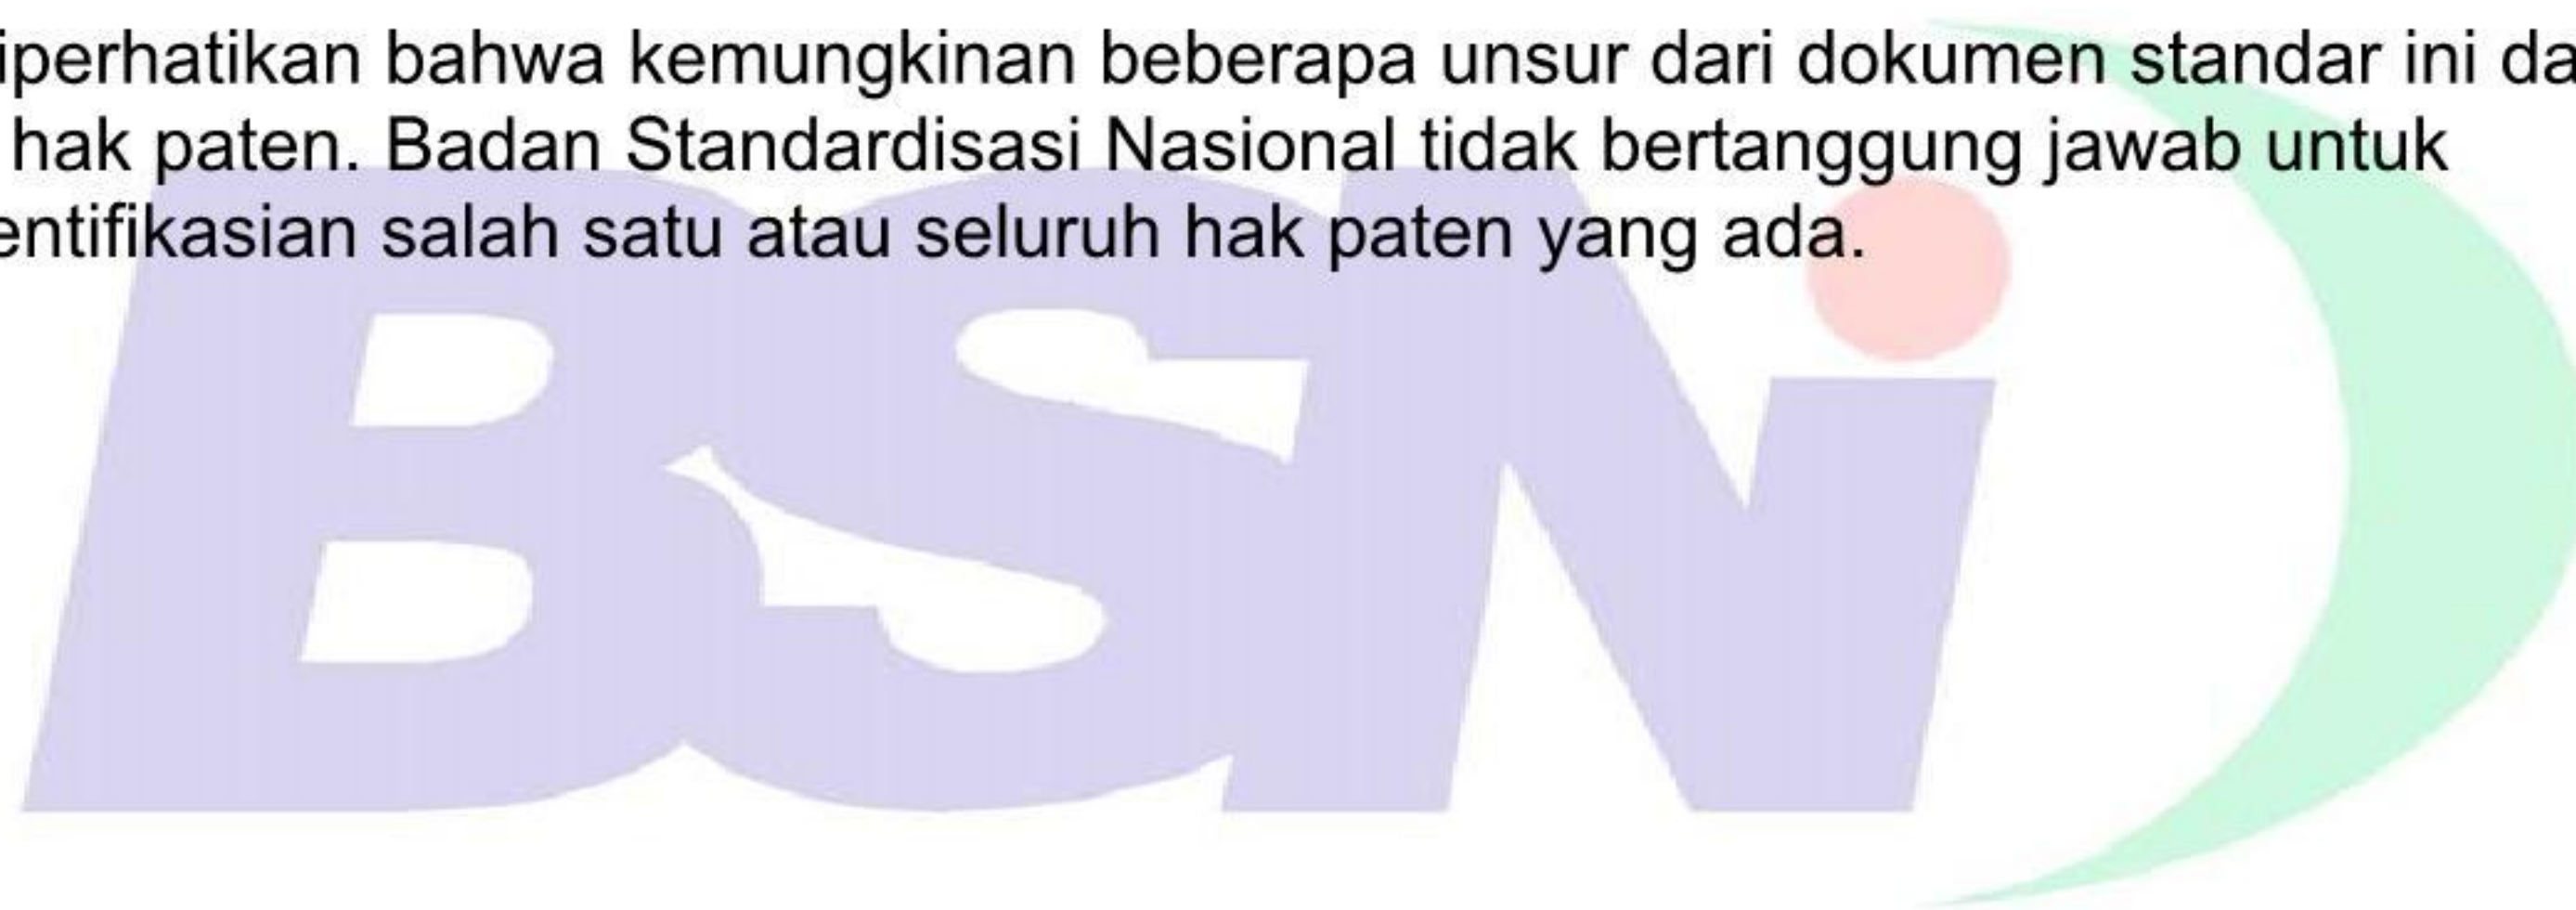 iperhatikan bahwa kemungkinan beberapa unsur dari dokumen standar ini da
hak paten. Badan Standardisasi Nasional tidak bertanggung jawab untuk
entifikasian salah satu atau seluruh hak paten yang ada.
BSNi